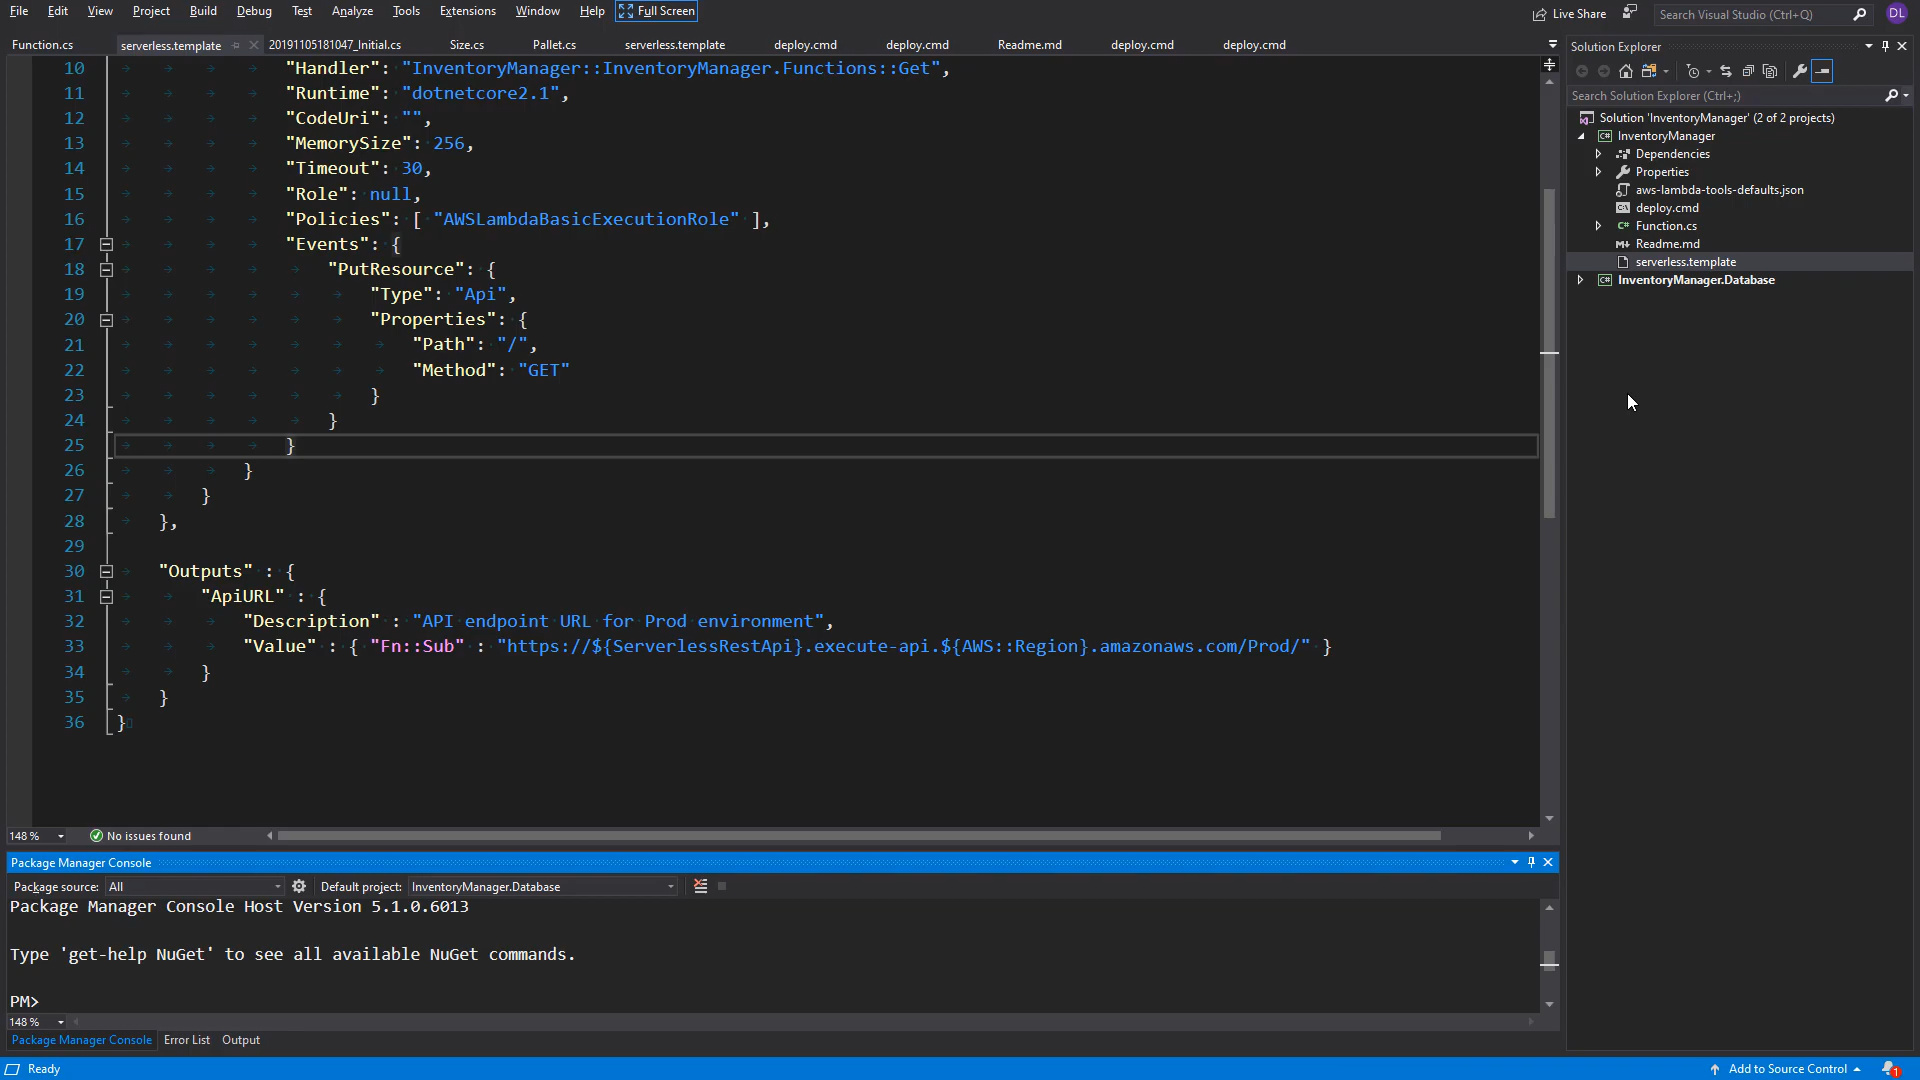 File Edit View Project Build Debug Test Analyze Tools Extensions Window Help Full Screen
Live Share
Search Visual Studio (Ctrl+Q)
DL
Function.cs serverless.template 20191105181047_Initial.cs Size.cs Pallet.cs serverless.template deploy.cmd deploy.cmd Readme.md deploy.cmd deploy.cmd
10 "Handler": "InventoryManager::InventoryManager.Functions::Get",
11 "Runtime": "dotnetcore2.1",
12 "CodeUri": "",
13 "MemorySize": 256,
14 "Timeout": 30,
15 "Role": null,
16 "Policies": [ "AWSLambdaBasicExecutionRole" ],
17 "Events": {
18 "PutResource": {
19 "Type": "Api",
20 "Properties": {
21 "Path": "/",
22 "Method": "GET"
23 }
24 }
25 }
26 }
27 }
28 },
29
30 "Outputs" : {
31 "ApiURL" : {
32 "Description" : "API endpoint URL for Prod environment",
33 "Value" : { "Fn::Sub" : "https://${ServerlessRestApi}.execute-api.${AWS::Region}.amazonaws.com/Prod/" }
34 }
35 }
36 }
148 % No issues found
Package Manager Console
Package source: All Default project: InventoryManager.Database
Package Manager Console Host Version 5.1.0.6013
Type 'get-help NuGet' to see all available NuGet commands.
PM>
148 %
Package Manager Console Error List Output
Solution Explorer
Search Solution Explorer (Ctrl+;)
Solution 'InventoryManager' (2 of 2 projects)
C# InventoryManager
Dependencies
Properties
aws-lambda-tools-defaults.json
deploy.cmd
C# Function.cs
Readme.md
serverless.template
C# InventoryManager.Database
Ready
Add to Source Control
1